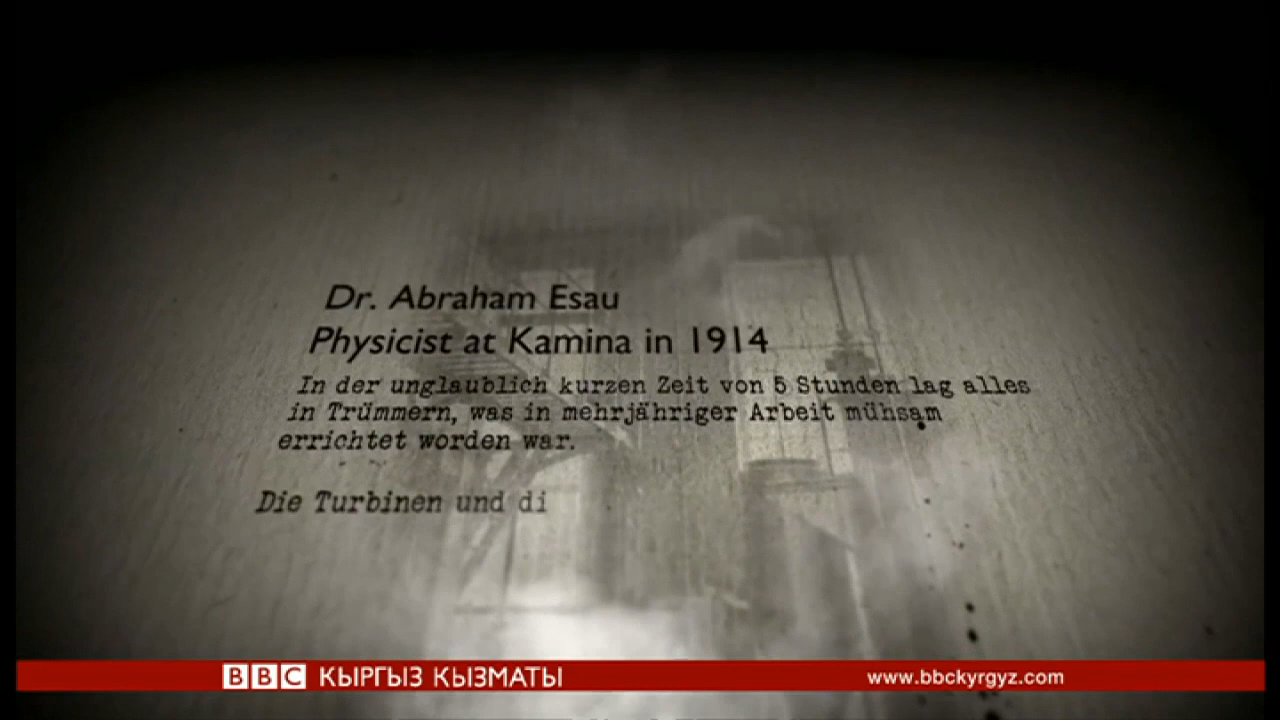 Dr. Abraham Esau
Physicist at Kamina in 1914
In der unglaublich kurzen Zeit von 5 Stunden lag alles
in Trümmern, was in mehrjähriger Arbeit mühsam
errichtet worden war.
Die Turbinen und di
BBC КЫРГЫЗ КЫЗМАТЫ
www.bbckyrgyz.com